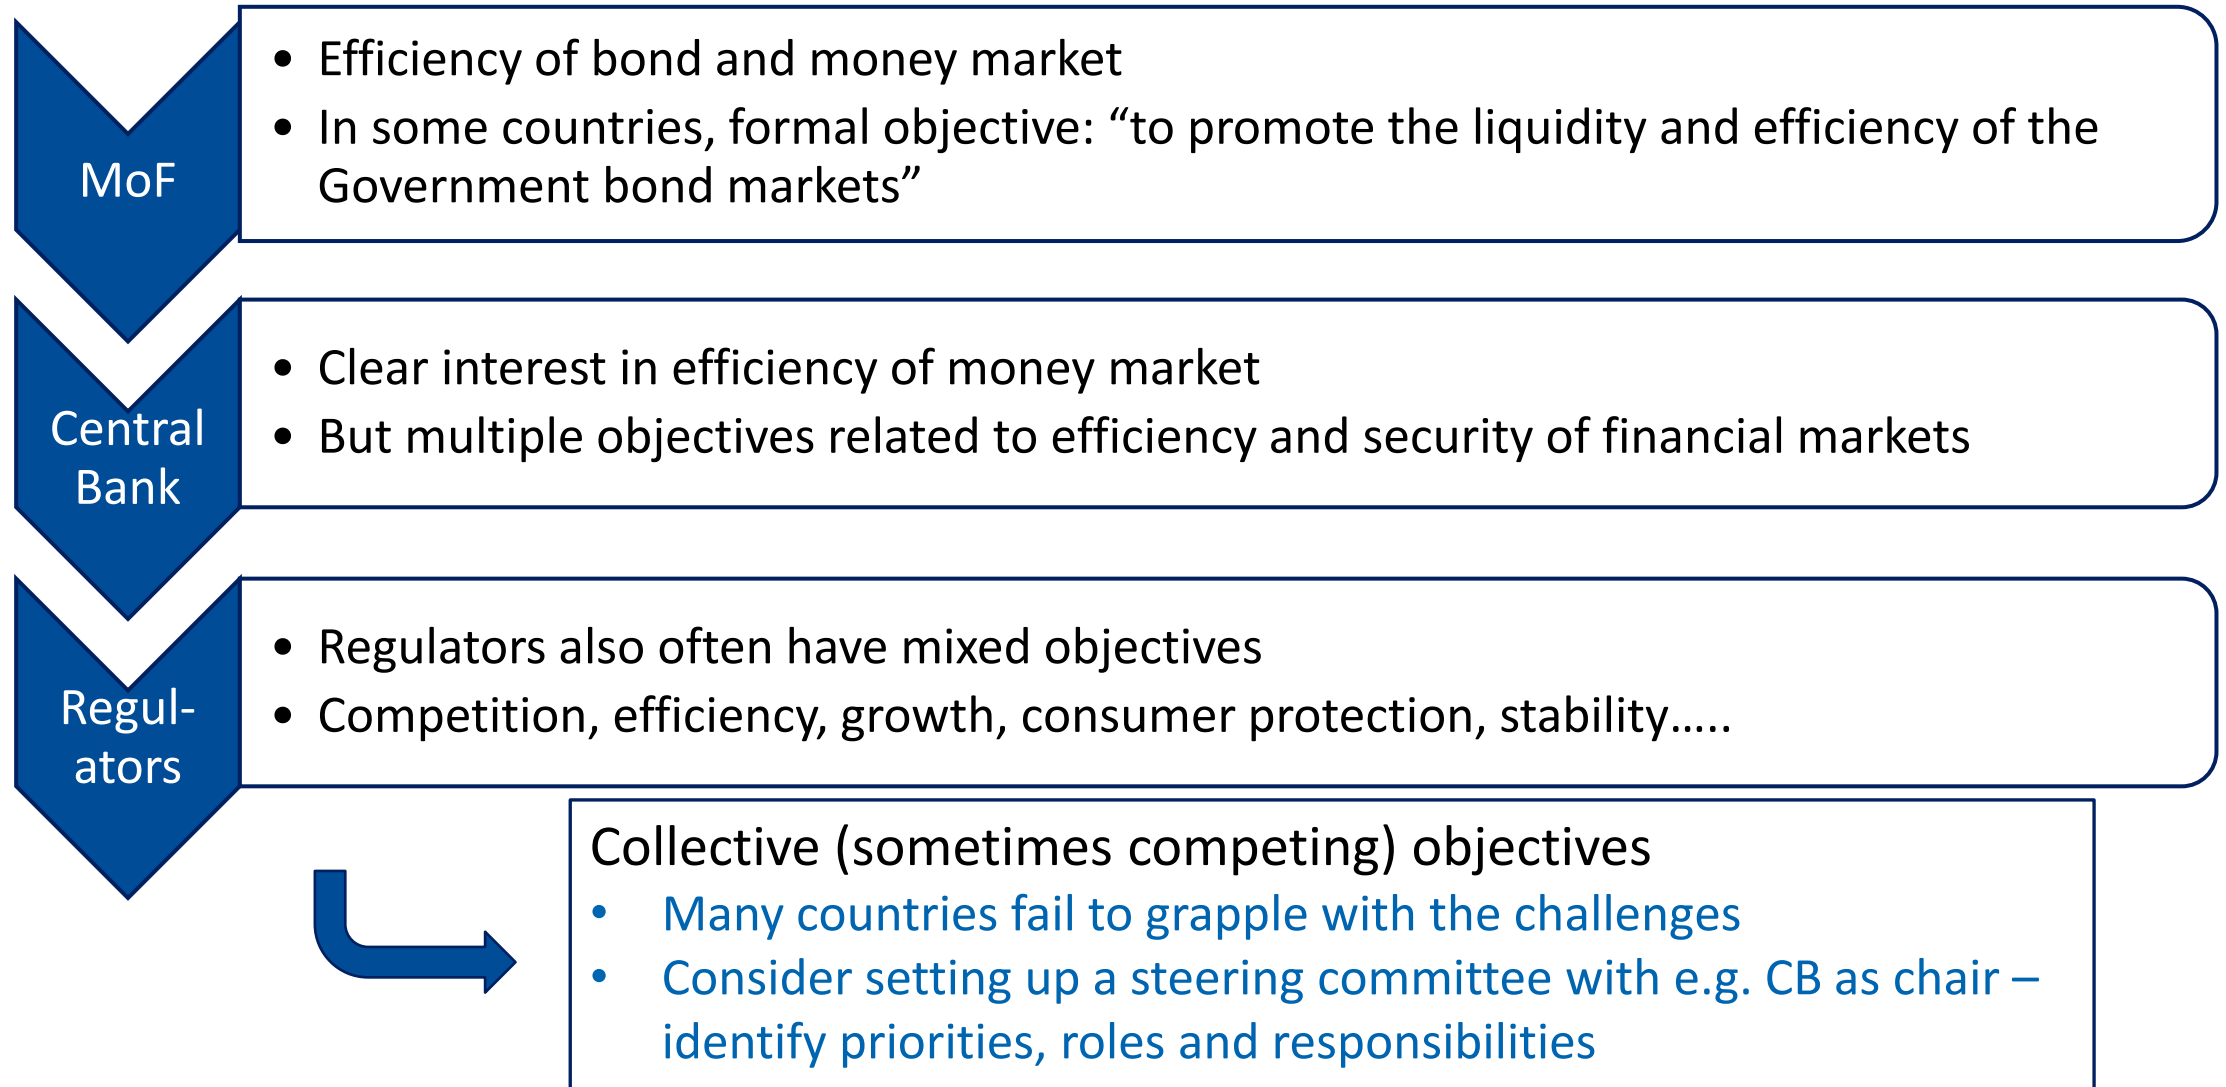 MoF
• Efficiency of bond and money market
• In some countries, formal objective: “to promote the liquidity and efficiency of the
Government bond markets”
Central
Bank
• Clear interest in efficiency of money market
• But multiple objectives related to efficiency and security of financial markets
Regul-
ators
• Regulators also often have mixed objectives
• Competition, efficiency, growth, consumer protection, stability…..
Collective (sometimes competing) objectives
• Many countries fail to grapple with the challenges
• Consider setting up a steering committee with e.g. CB as chair –
identify priorities, roles and responsibilities